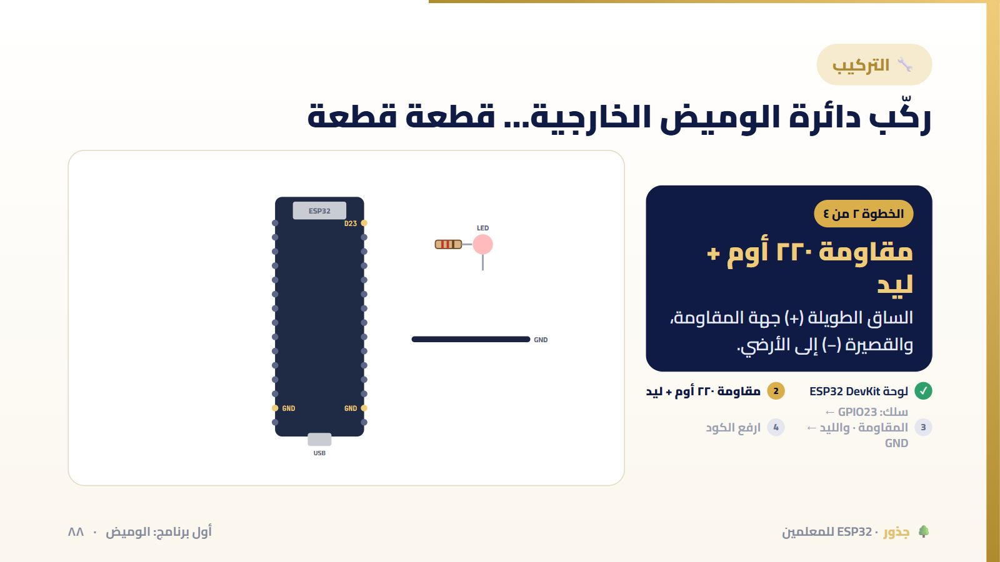 🔧 التركيب
ركّب دائرة الوميض الخارجية... قطعة قطعة
الخطوة ٢ من ٤
مقاومة ٢٢٠ أوم +
ليد
الساق الطويلة (+) جهة المقاومة،
والقصيرة (−) إلى الأرضي.
✓ لوحة ESP32 DevKit
2 مقاومة ٢٢٠ أوم + ليد
3 سلك: GPIO23 ←
المقاومة · والليد ←
GND
4 ارفع الكود
ESP32
D23
LED
GND
GND
GND
USB
🌳 جذور · ESP32 للمعلمين
أول برنامج: الوميض · ٨٨